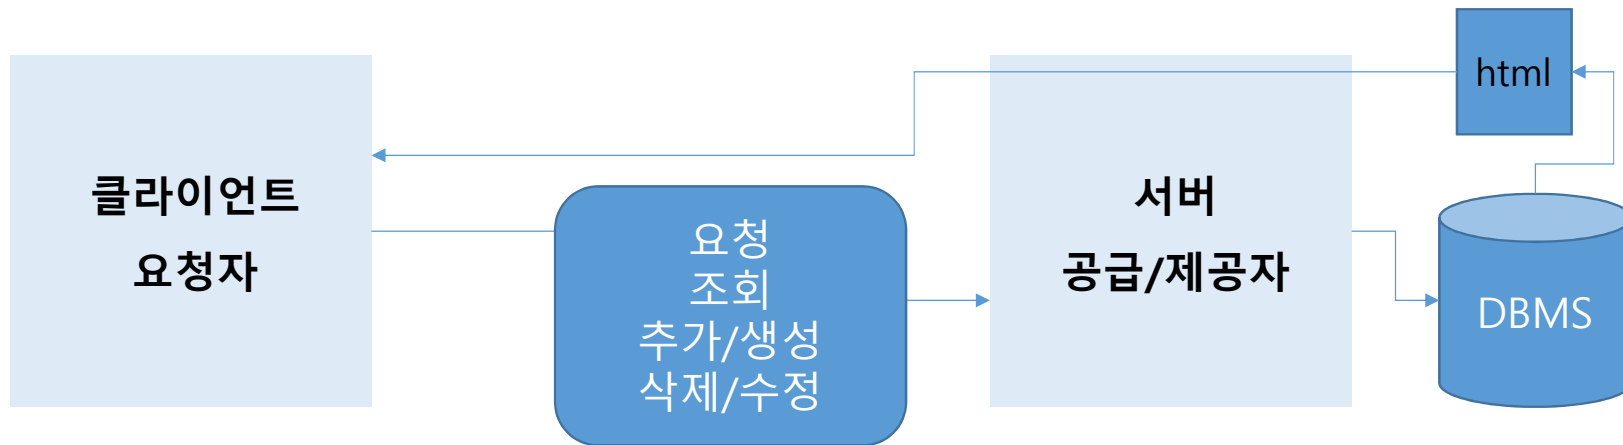 클라이언트
요청자
요청
조회
추가/생성
삭제/수정
서버
공급/제공자
html
DBMS